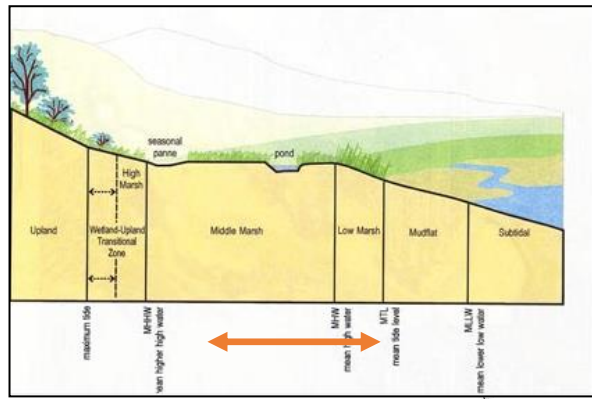 seasonal
panne
pond
High
Marsh
Upland
Wetland-Upland
Transitional
Zone
Middle Marsh
Low Marsh
Mudflat
Subtidal
maximum tide
MHHW
ean higher high water
MHW
mean high water
MTL
mean tide level
MLLW
mean lower low water